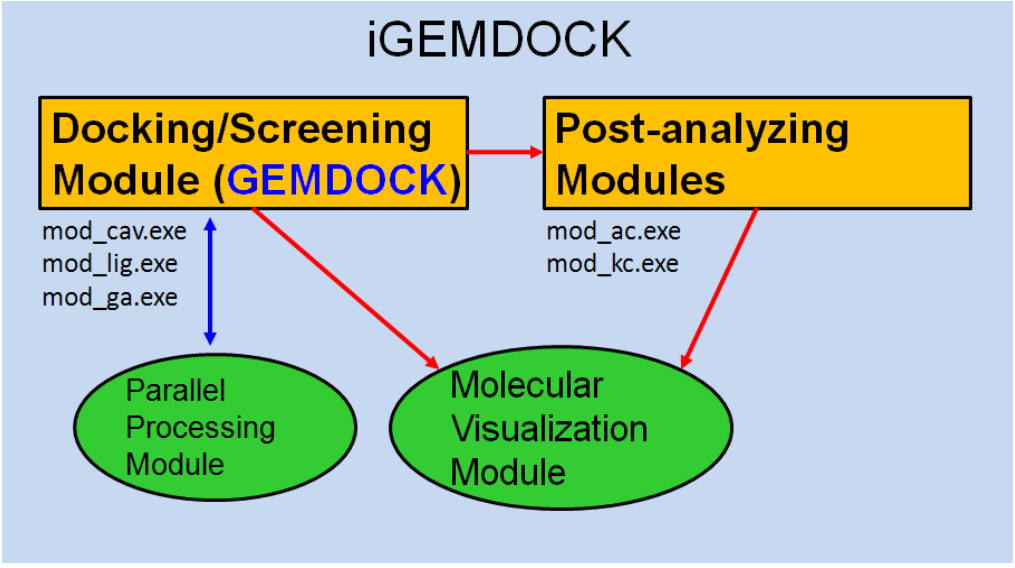 iGEMDOCK
Docking/Screening
Module (GEMDOCK)
mod_cav.exe
mod_lig.exe
mod_ga.exe
Post-analyzing
Modules
mod_ac.exe
mod_kc.exe
Parallel
Processing
Module
Molecular
Visualization
Module